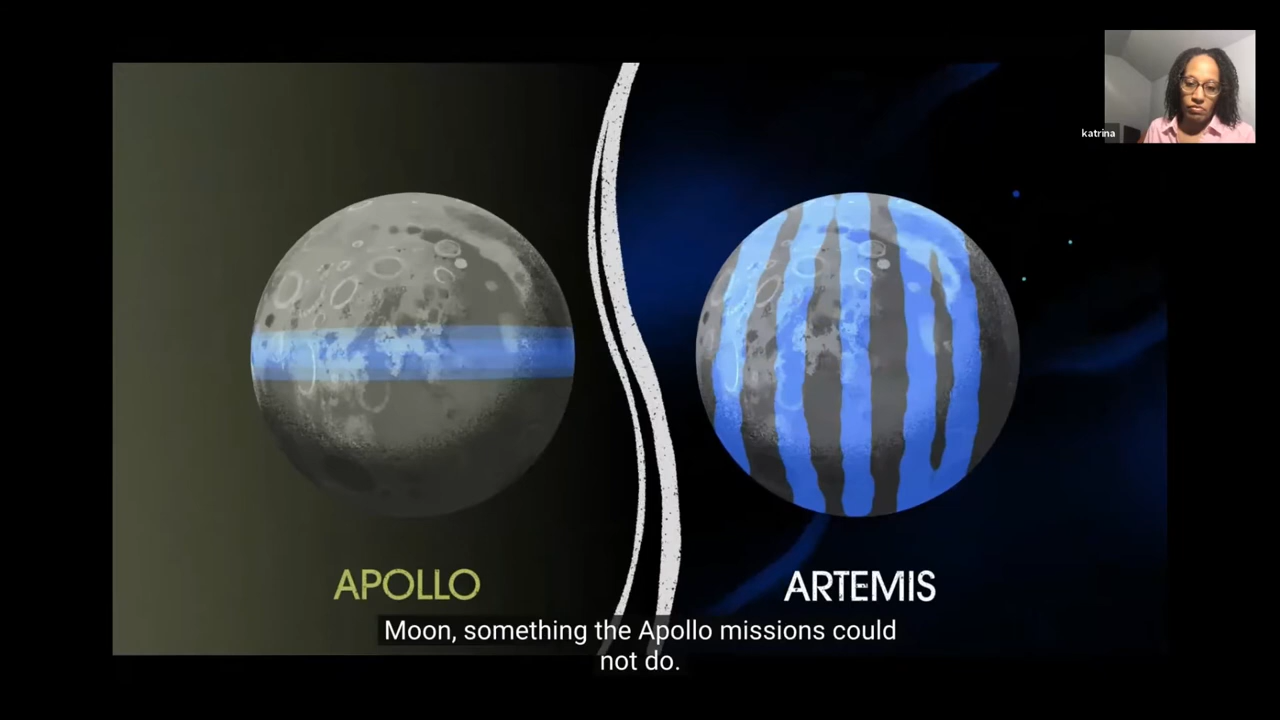 katrina
APOLLO
ARTEMIS
Moon, something the Apollo missions could
not do.